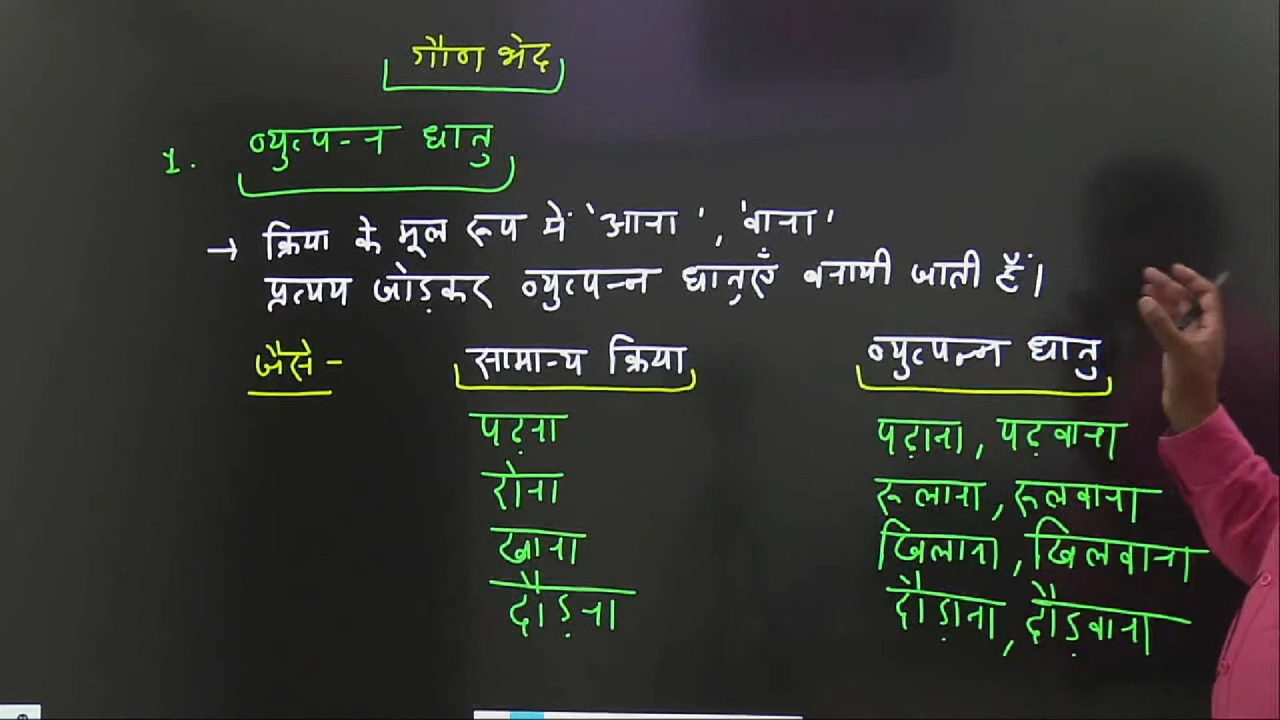 गौण भेद
1. व्युत्पन्न धातु
→ क्रिया के मूल रूप में 'आना', 'वाना'
प्रत्यय जोड़कर व्युत्पन्न धातुएँ बनायी जाती हैं।
जैसे - सामान्य क्रिया व्युत्पन्न धातु
पढ़ना पढ़ाना, पढ़वाना
रोना रूलाना, रूलवाना
खाना खिलाना, खिलवाना
दौड़ना दौड़ाना, दौड़वाना